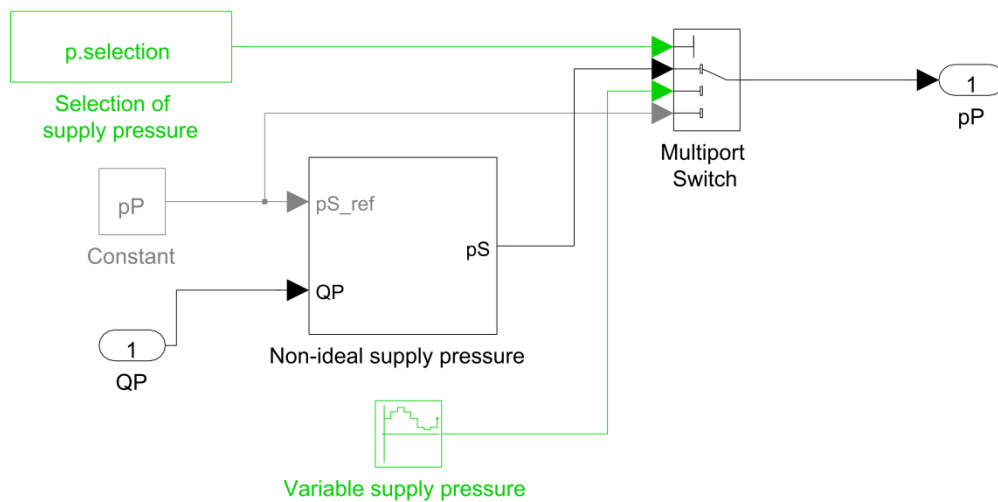 p.selection
Selection of
supply pressure
1
pP
Multiport
Switch
pP
Constant
pS_ref
pS
QP
Non-ideal supply pressure
1
QP
Variable supply pressure